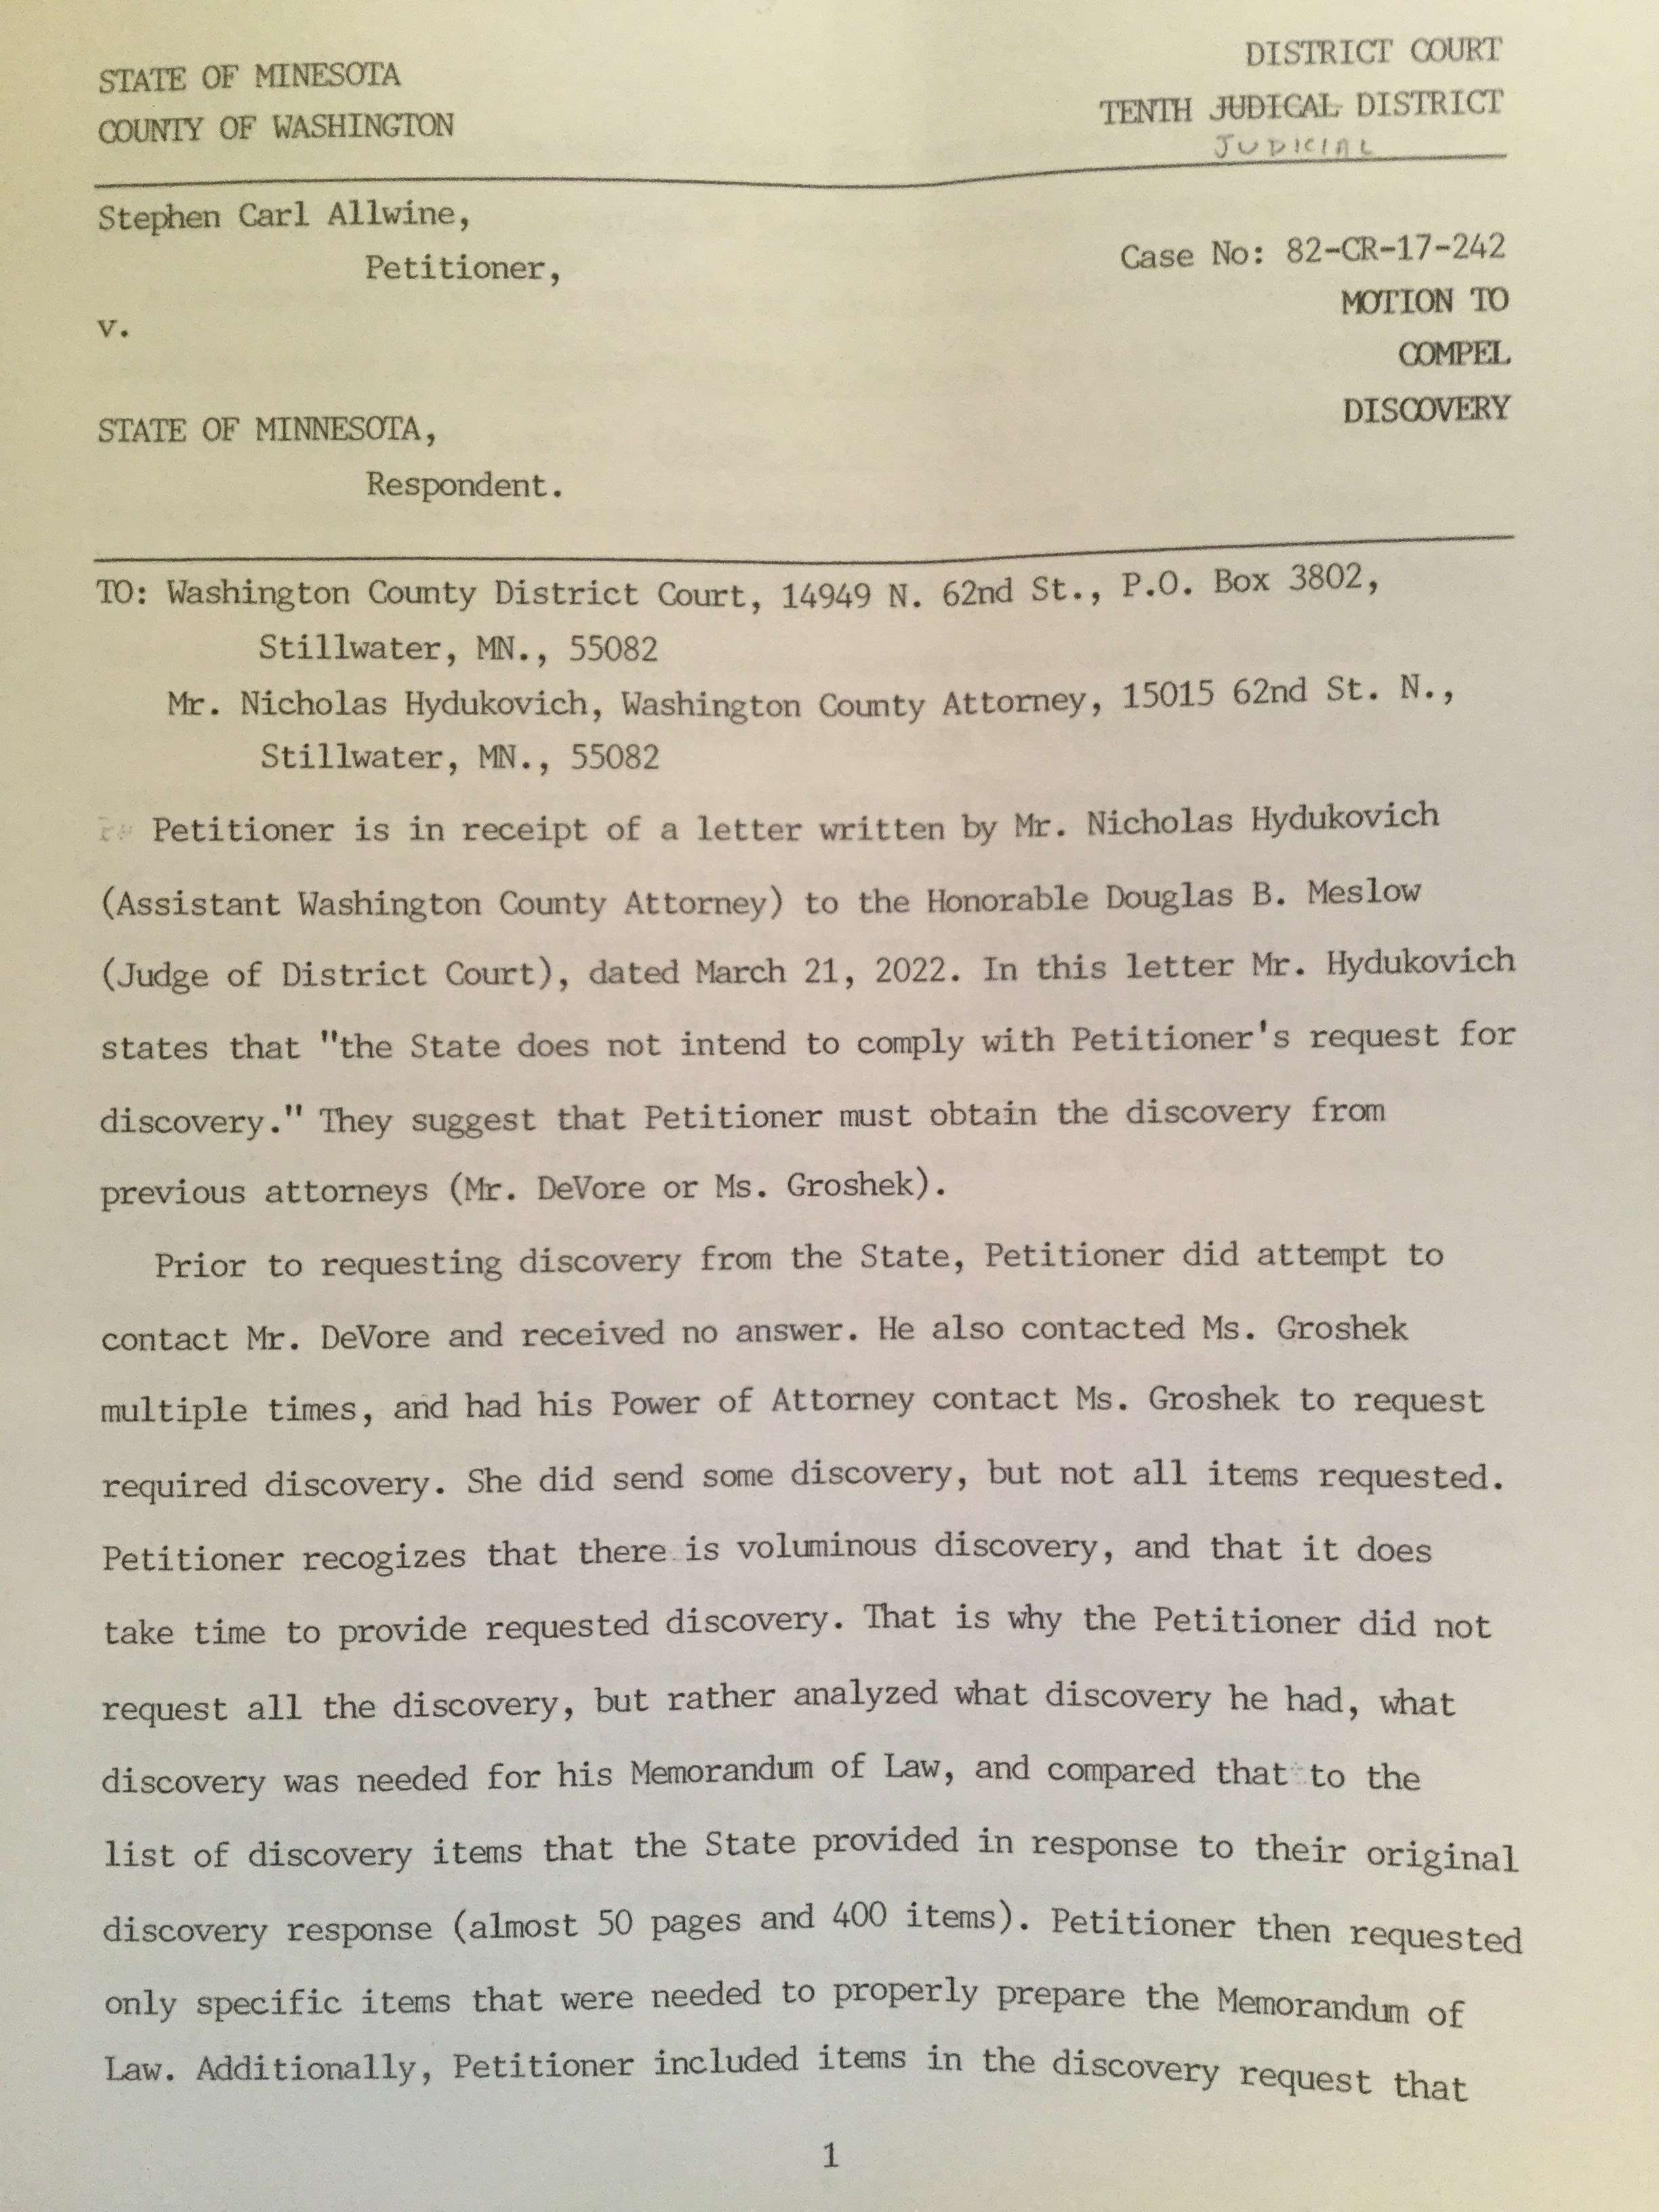 STATE OF MINESOTA
COUNTY OF WASHINGTON
DISTRICT COURT
TENTH JUDICAL DISTRICT
JUDICIAL
Stephen Carl Allwine,
Petitioner,
v.
STATE OF MINNESOTA,
Respondent.
Case No: 82-CR-17-242
MOTION TO
COMPEL
DISCOVERY
TO: Washington County District Court, 14949 N. 62nd St., P.O. Box 3802,
Stillwater, MN., 55082
Mr. Nicholas Hydukovich, Washington County Attorney, 15015 62nd St. N.,
Stillwater, MN., 55082
Petitioner is in receipt of a letter written by Mr. Nicholas Hydukovich
(Assistant Washington County Attorney) to the Honorable Douglas B. Meslow
(Judge of District Court), dated March 21, 2022. In this letter Mr. Hydukovich
states that "the State does not intend to comply with Petitioner's request for
discovery." They suggest that Petitioner must obtain the discovery from
previous attorneys (Mr. DeVore or Ms. Groshek).
Prior to requesting discovery from the State, Petitioner did attempt to
contact Mr. DeVore and received no answer. He also contacted Ms. Groshek
multiple times, and had his Power of Attorney contact Ms. Groshek to request
required discovery. She did send some discovery, but not all items requested.
Petitioner recogizes that there is voluminous discovery, and that it does
take time to provide requested discovery. That is why the Petitioner did not
request all the discovery, but rather analyzed what discovery he had, what
discovery was needed for his Memorandum of Law, and compared that to the
list of discovery items that the State provided in response to their original
discovery response (almost 50 pages and 400 items). Petitioner then requested
only specific items that were needed to properly prepare the Memorandum of
Law. Additionally, Petitioner included items in the discovery request that
1